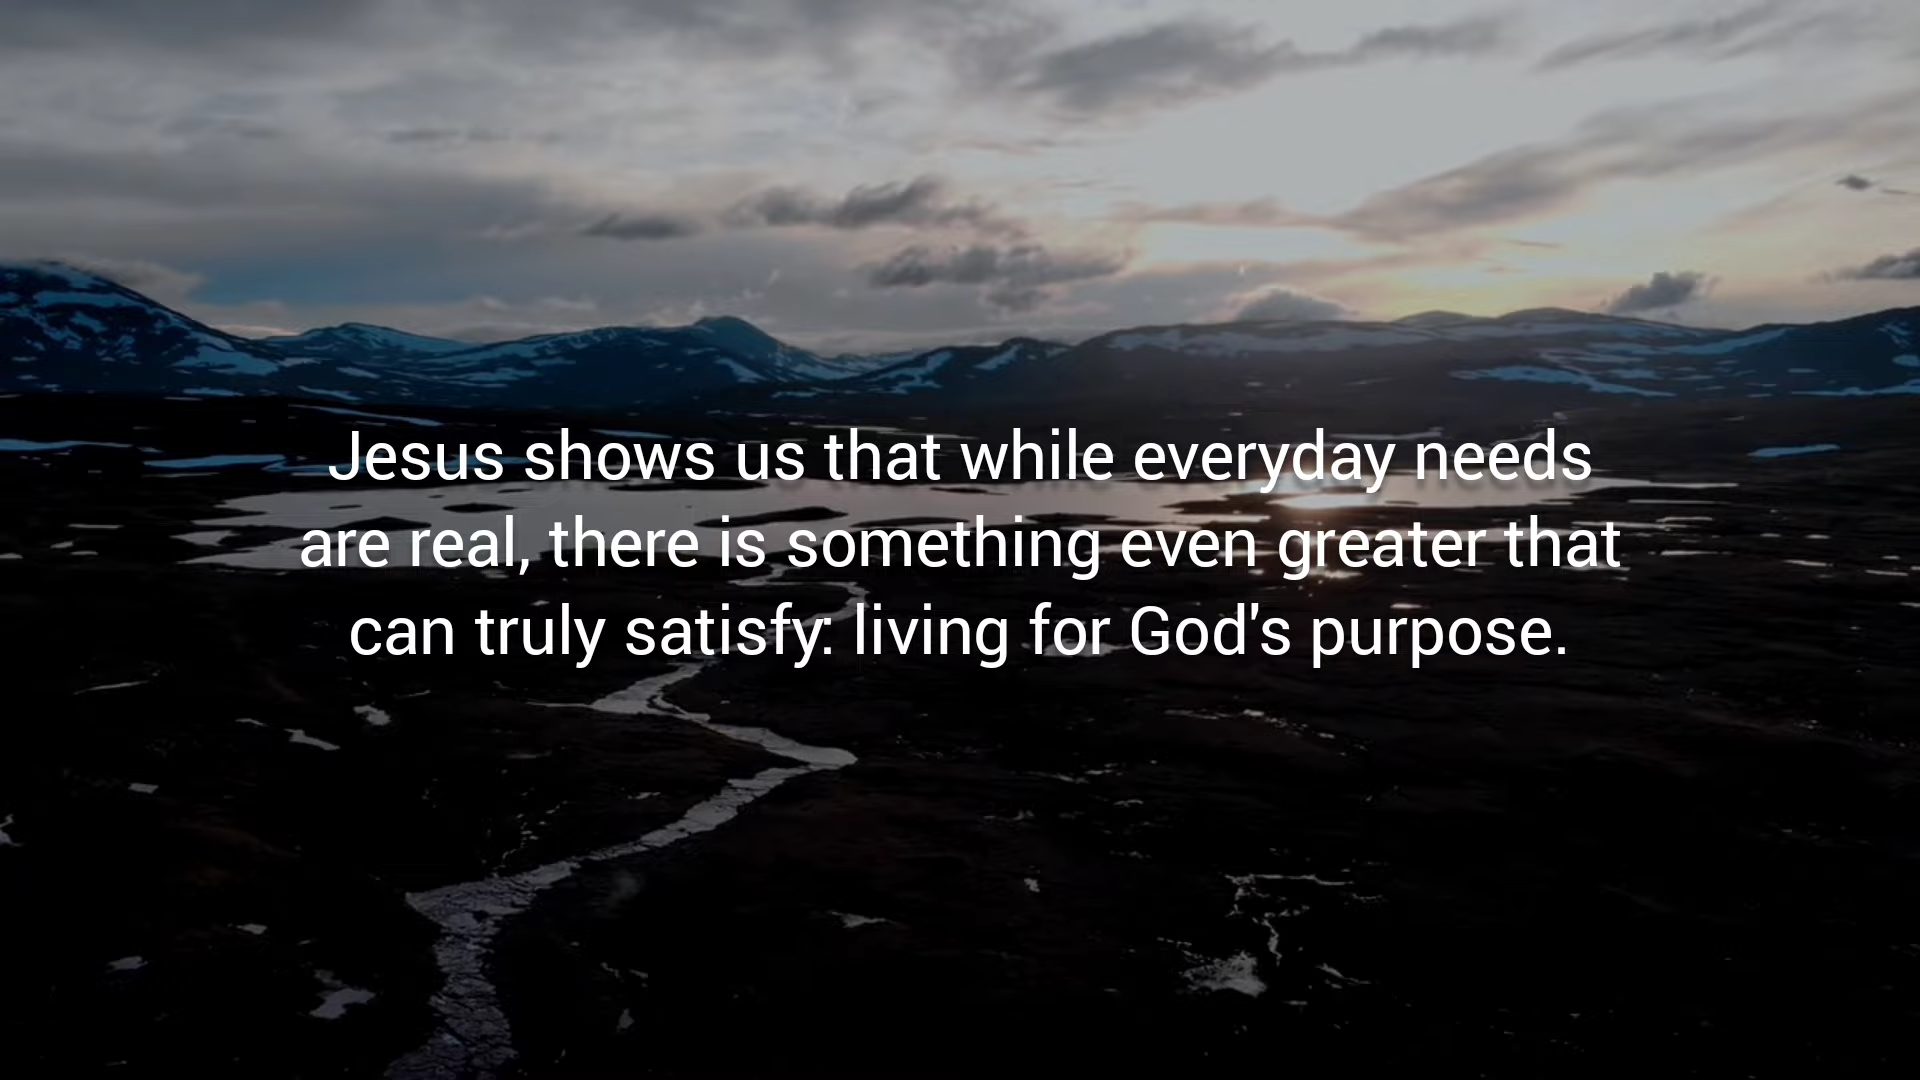 Jesus shows us that while everyday needs
are real, there is something even greater that
can truly satisfy: living for God's purpose.